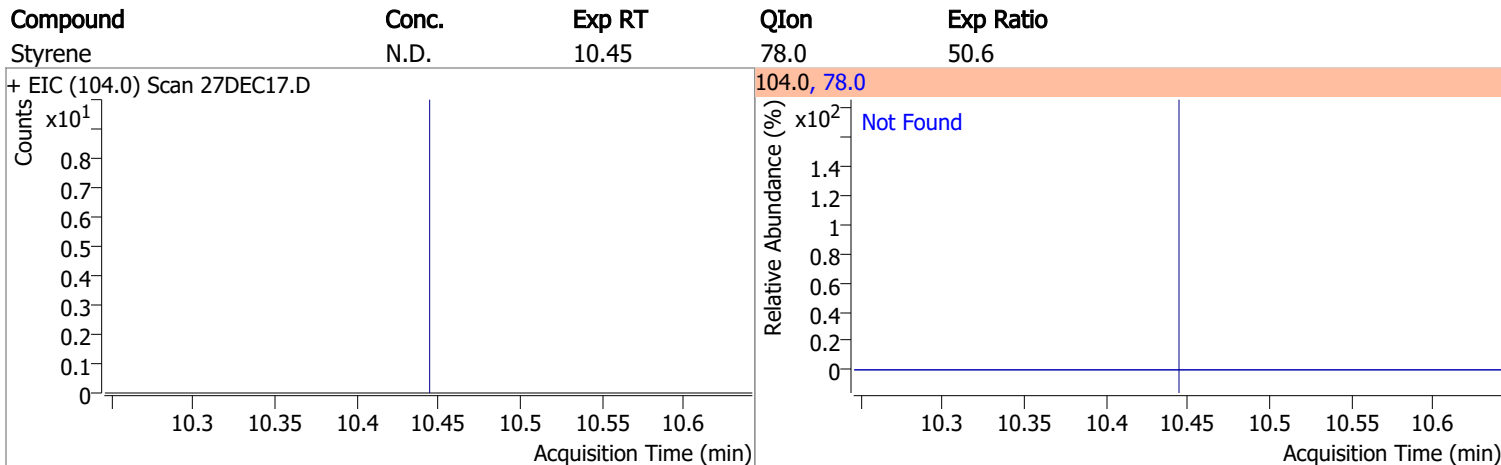 Compound Conc. Exp RT QIon Exp Ratio
Styrene N.D. 10.45 78.0 50.6
+ EIC (104.0) Scan 27DEC17.D
Counts
x10¹
0.8
0.7
0.6
0.5
0.4
0.3
0.2
0.1
0
10.3 10.35 10.4 10.45 10.5 10.55 10.6
Acquisition Time (min)
104.0, 78.0
Relative Abundance (%)
x10²
Not Found
1.4
1.2
1
0.8
0.6
0.4
0.2
0
10.3 10.35 10.4 10.45 10.5 10.55 10.6
Acquisition Time (min)